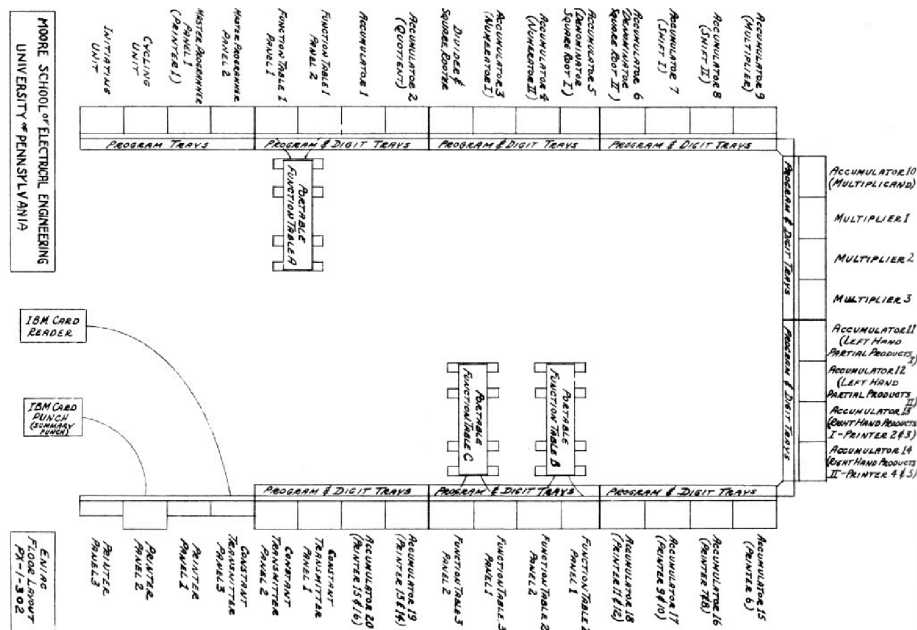 MOORE SCHOOL OF ELECTRICAL ENGINEERING
UNIVERSITY OF PENNSYLVANIA
INITIATING
UNIT
CYCLING
UNIT
MASTER PROGRAMMER
PANEL 1
(PRINTER 1)
MASTER PROGRAMMER
PANEL 2
FUNCTION TABLE 1
PANEL 1
FUNCTION TABLE 1
PANEL 2
ACCUMULATOR 1
ACCUMULATOR 2
(QUOTIENT)
DIVIDER &
SQUARE ROOTER
ACCUMULATOR 3
(NUMERATOR I)
ACCUMULATOR 4
(NUMERATOR II)
ACCUMULATOR 5
(DENOMINATOR
SQUARE ROOT I)
ACCUMULATOR 6
(DENOMINATOR
SQUARE ROOT II)
ACCUMULATOR 7
(SHIFT I)
ACCUMULATOR 8
(SHIFT II)
ACCUMULATOR 9
(MULTIPLIER)
PROGRAM TRAYS
PROGRAM & DIGIT TRAYS
PROGRAM & DIGIT TRAYS
PROGRAM & DIGIT TRAYS
PORTABLE
FUNCTION TABLE A
PROGRAM & DIGIT TRAYS
PROGRAM & DIGIT TRAYS
ACCUMULATOR 10
(MULTIPLICAND)
MULTIPLIER 1
MULTIPLIER 2
MULTIPLIER 3
ACCUMULATOR 11
(LEFT HAND
PARTIAL PRODUCTS I)
ACCUMULATOR 12
(LEFT HAND
PARTIAL PRODUCTS II)
ACCUMULATOR 13
(RIGHT HAND PRODUCTS
I-PRINTER 2&3)
ACCUMULATOR 14
(RIGHT HAND PRODUCTS
II-PRINTER 4&5)
IBM CARD
READER
IBM CARD
PUNCH
(SUMMARY
PUNCH)
PORTABLE
FUNCTION TABLE C
PORTABLE
FUNCTION TABLE B
PROGRAM & DIGIT TRAYS
PROGRAM & DIGIT TRAYS
PROGRAM & DIGIT TRAYS
ENIAC
FLOOR LAYOUT
PX-1-302
PRINTER
PANEL 3
PRINTER
PANEL 2
PRINTER
PANEL 1
CONSTANT
TRANSMITTER
PANEL 3
CONSTANT
TRANSMITTER
PANEL 2
CONSTANT
TRANSMITTER
PANEL 1
ACCUMULATOR 20
(PRINTER 15&16)
ACCUMULATOR 19
(PRINTER 13&14)
FUNCTION TABLE 3
PANEL 2
FUNCTION TABLE 3
PANEL 1
FUNCTION TABLE 2
PANEL 2
FUNCTION TABLE 2
PANEL 1
ACCUMULATOR 18
(PRINTER 11&12)
ACCUMULATOR 17
(PRINTER 9&10)
ACCUMULATOR 16
(PRINTER 7&8)
ACCUMULATOR 15
(PRINTER 6)